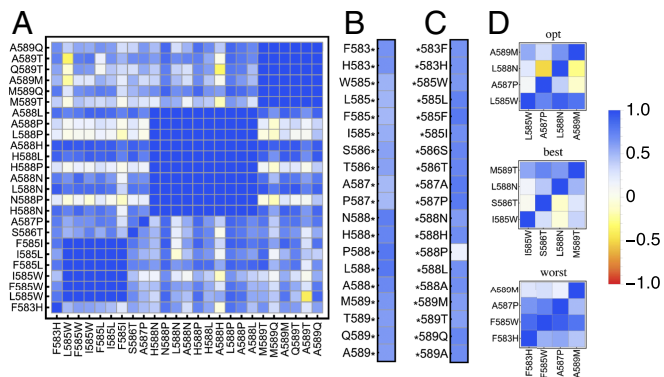 A
A589Q
A589T
Q589T
A589M
M589Q
M589T
A588L
A588P
L588P
A588H
H588L
H588P
A588N
L588N
N588P
H588N
A587P
S586T
F585I
I585L
F585L
I585W
F585W
L585W
F583H
F583H
L585W
F585W
I585W
F585L
I585L
F585I
S586T
A587P
H588N
N588P
L588N
A588N
H588P
H588L
A588H
L588P
A588P
A588L
M589T
M589Q
A589M
Q589T
A589T
A589Q
B
F583*
H583*
W585*
L585*
F585*
I585*
S586*
T586*
A587*
P587*
N588*
H588*
P588*
L588*
A588*
M589*
T589*
Q589*
A589*
C
*583F
*583H
*585W
*585L
*585F
*585I
*586S
*586T
*587A
*587P
*588N
*588H
*588P
*588L
*588A
*589M
*589T
*589Q
*589A
D
opt
A589M
L588N
A587P
L585W
L585W
A587P
L588N
A589M
best
M589T
L588N
S586T
I585W
I585W
S586T
L588N
M589T
worst
A589M
A587P
F585W
F583H
F583H
F585W
A587P
A589M
1.0
0.5
0
−0.5
−1.0